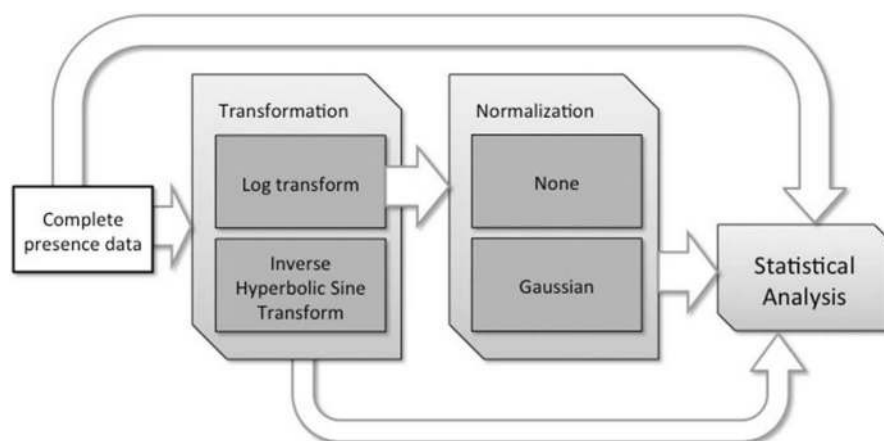 Transformation
Log transform
Inverse
Hyperbolic Sine
Transform
Normalization
None
Gaussian
Complete
presence data
Statistical
Analysis